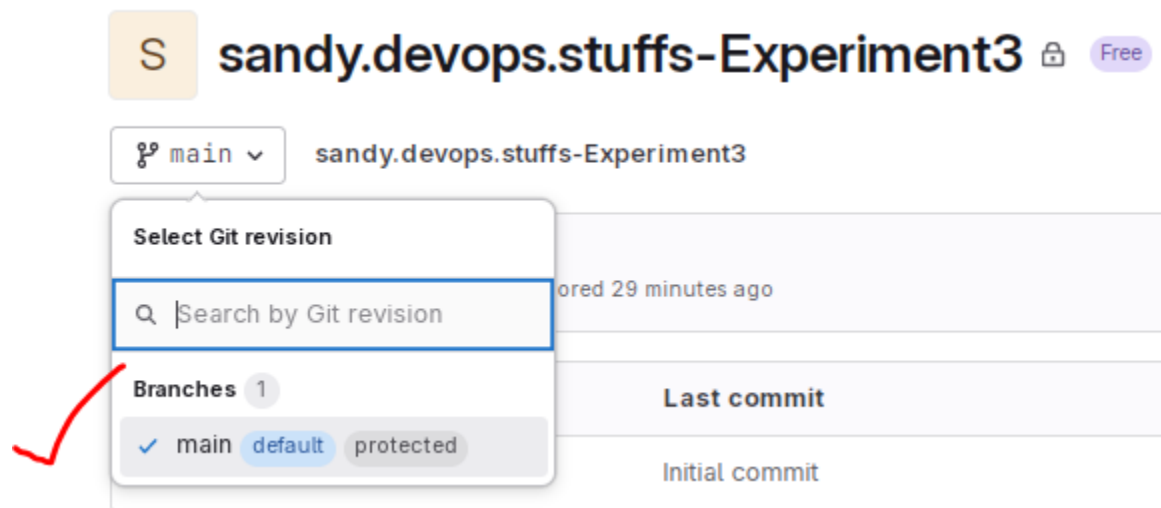 S sandy.devops.stuffs-Experiment3 Free
main sandy.devops.stuffs-Experiment3
Select Git revision
ored 29 minutes ago
Search by Git revision
Branches 1
Last commit
main default protected
Initial commit